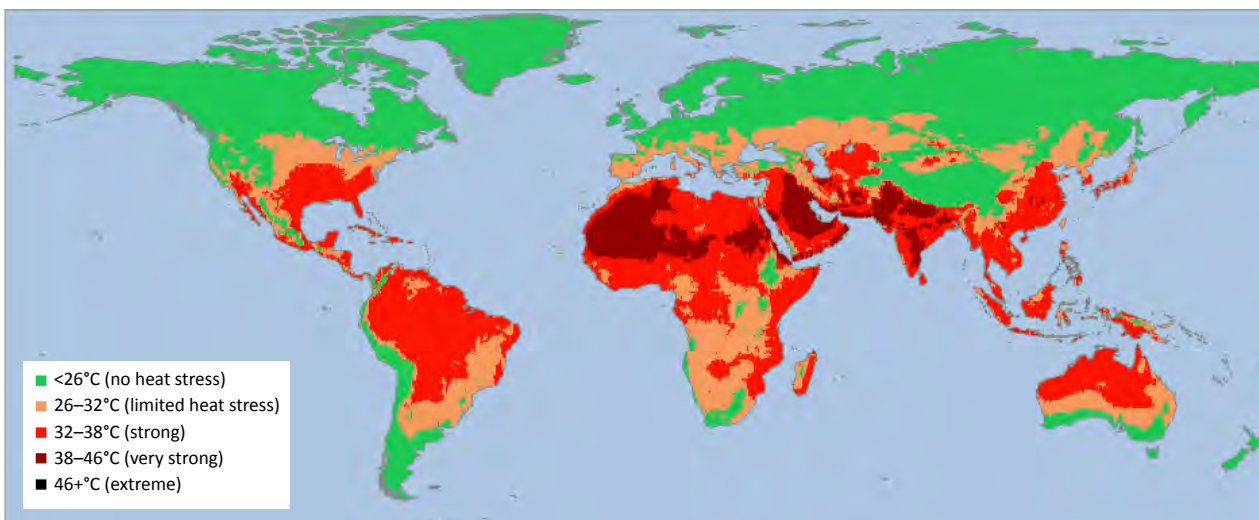 <26°C (no heat stress)
26–32°C (limited heat stress)
32–38°C (strong)
38–46°C (very strong)
46+°C (extreme)